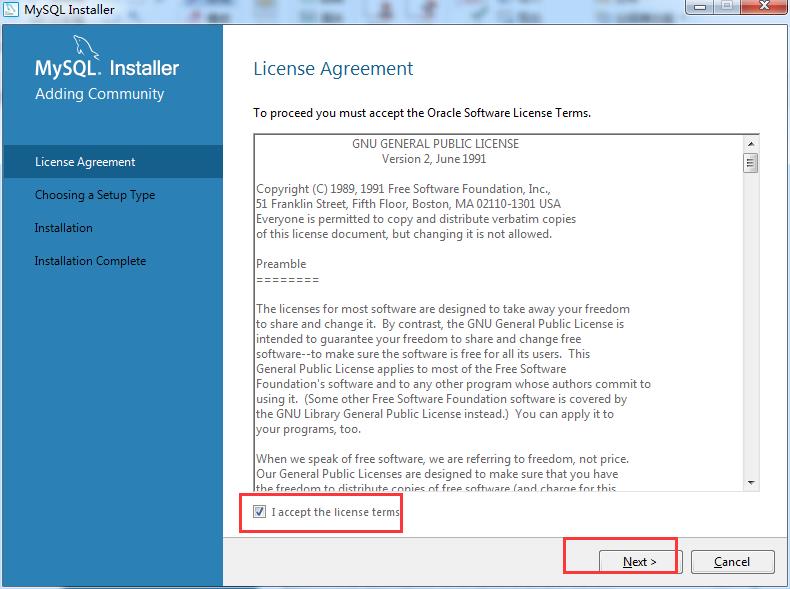 MySQL Installer
MySQL. Installer
Adding Community
License Agreement
Choosing a Setup Type
Installation
Installation Complete
License Agreement
To proceed you must accept the Oracle Software License Terms.
GNU GENERAL PUBLIC LICENSE
Version 2, June 1991
Copyright (C) 1989, 1991 Free Software Foundation, Inc.,
51 Franklin Street, Fifth Floor, Boston, MA 02110-1301 USA
Everyone is permitted to copy and distribute verbatim copies
of this license document, but changing it is not allowed.
Preamble
========
The licenses for most software are designed to take away your freedom
to share and change it. By contrast, the GNU General Public License is
intended to guarantee your freedom to share and change free
software--to make sure the software is free for all its users. This
General Public License applies to most of the Free Software
Foundation's software and to any other program whose authors commit to
using it. (Some other Free Software Foundation software is covered by
the GNU Library General Public License instead.) You can apply it to
your programs, too.
When we speak of free software, we are referring to freedom, not price.
Our General Public Licenses are designed to make sure that you have
the freedom to distribute copies of free software (and charge for this
I accept the license terms
Next >
Cancel